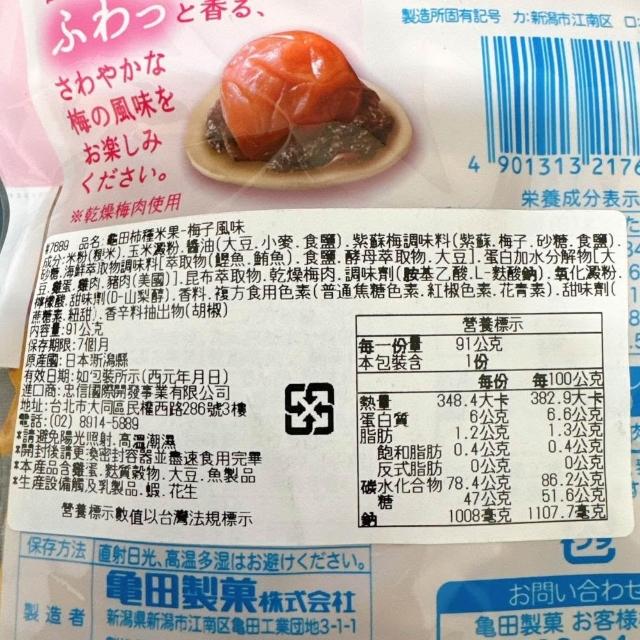 ふわっと香る、
さわやかな
梅の風味を
お楽しみ
ください。
※乾燥梅肉使用
製造所固有記号 カ:新潟市江南区
4 901313 2176
栄養成分表示
#7689 品名:龜田柿種米果-梅子風味
成分:米粉(粳米).玉米澱粉.醬油(大豆.小麥.食鹽).紫蘇梅調味料(紫蘇.梅子.砂糖.食鹽).
砂糖.海鮮萃取物調味料[萃取物(鰹魚.鮪魚).食鹽.酵母萃取物.大豆].蛋白加水分解物[大
豆.雞蛋.雞肉.豬肉(美國)].昆布萃取物.乾燥梅肉.調味劑(胺基乙酸.L-麩酸鈉).氧化澱粉.
檸檬酸.甜味劑(D-山梨醇).香料.複方食用色素(普通焦糖色素.紅椒色素.花青素).甜味劑(
蔗糖素.紐甜).香辛料抽出物(胡椒)
內容量:91公克
保存期限:7個月
原產國:日本新潟縣
有效日期:如包裝所示(西元年月日)
進口商:忠信國際開發事業有限公司
地址:台北市大同區民權西路286號3樓
電話:(02) 8914-5889
*請避免陽光照射.高溫潮濕
*開封後請更換密封容器並盡速食用完畢
*本產品含雞蛋.麩質穀物.大豆.魚製品
*生產設備觸及乳製品.蝦.花生
營養標示數值以台灣法規標示
營養標示
每一份量 91公克
本包裝含 1份
每份 每100公克
熱量 348.4大卡 382.9大卡
蛋白質 6公克 6.6公克
脂肪 1.2公克 1.3公克
飽和脂肪 0.4公克 0.4公克
反式脂肪 0公克 0公克
碳水化合物 78.4公克 86.2公克
糖 47公克 51.6公克
鈉 1008毫克 1107.7毫克
保存方法 直射日光、高温多湿はお避けください。
製造者 亀田製菓株式会社
新潟県新潟市江南区亀田工業団地3-1-1
プラ
お問い合わせ
亀田製菓 お客様